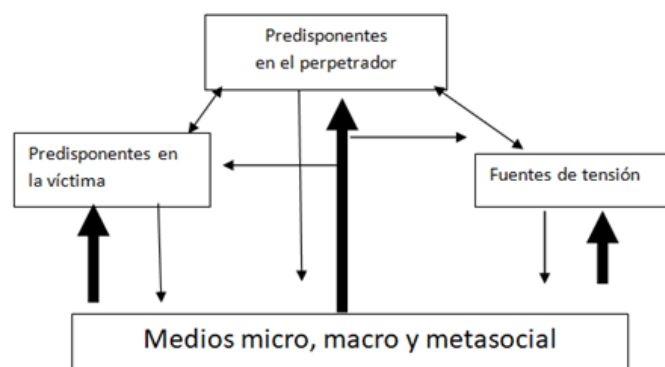 Predisponentes
en el perpetrador
Predisponentes en
la víctima
Fuentes de tensión
Medios micro, macro y metasocial